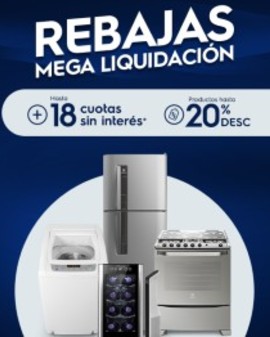 REBAJAS
MEGA LIQUIDACIÓN
Hasta
+ 18 cuotas
sin interés*
Productos hasta
20% DESC